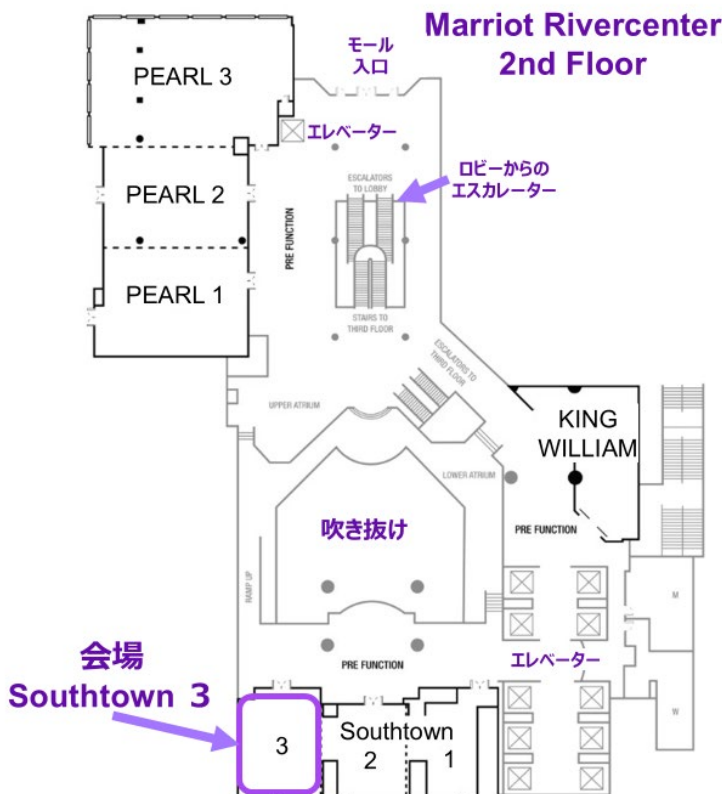 Marriot Rivercenter
2nd Floor
モール
入口
PEARL 3
エレベーター
ESCALATORS
TO LOBBY
ロビーからの
エスカレーター
PEARL 2
PRE FUNCTION
PEARL 1
STAIRS TO
THIRD FLOOR
ESCALATORS TO
THIRD FLOOR
UPPER ATRIUM
KING
WILLIAM
LOWER ATRIUM
吹き抜け
PRE FUNCTION
RAMP UP
M
エレベーター
PRE FUNCTION
会場
Southtown 3
W
3
Southtown
2
1